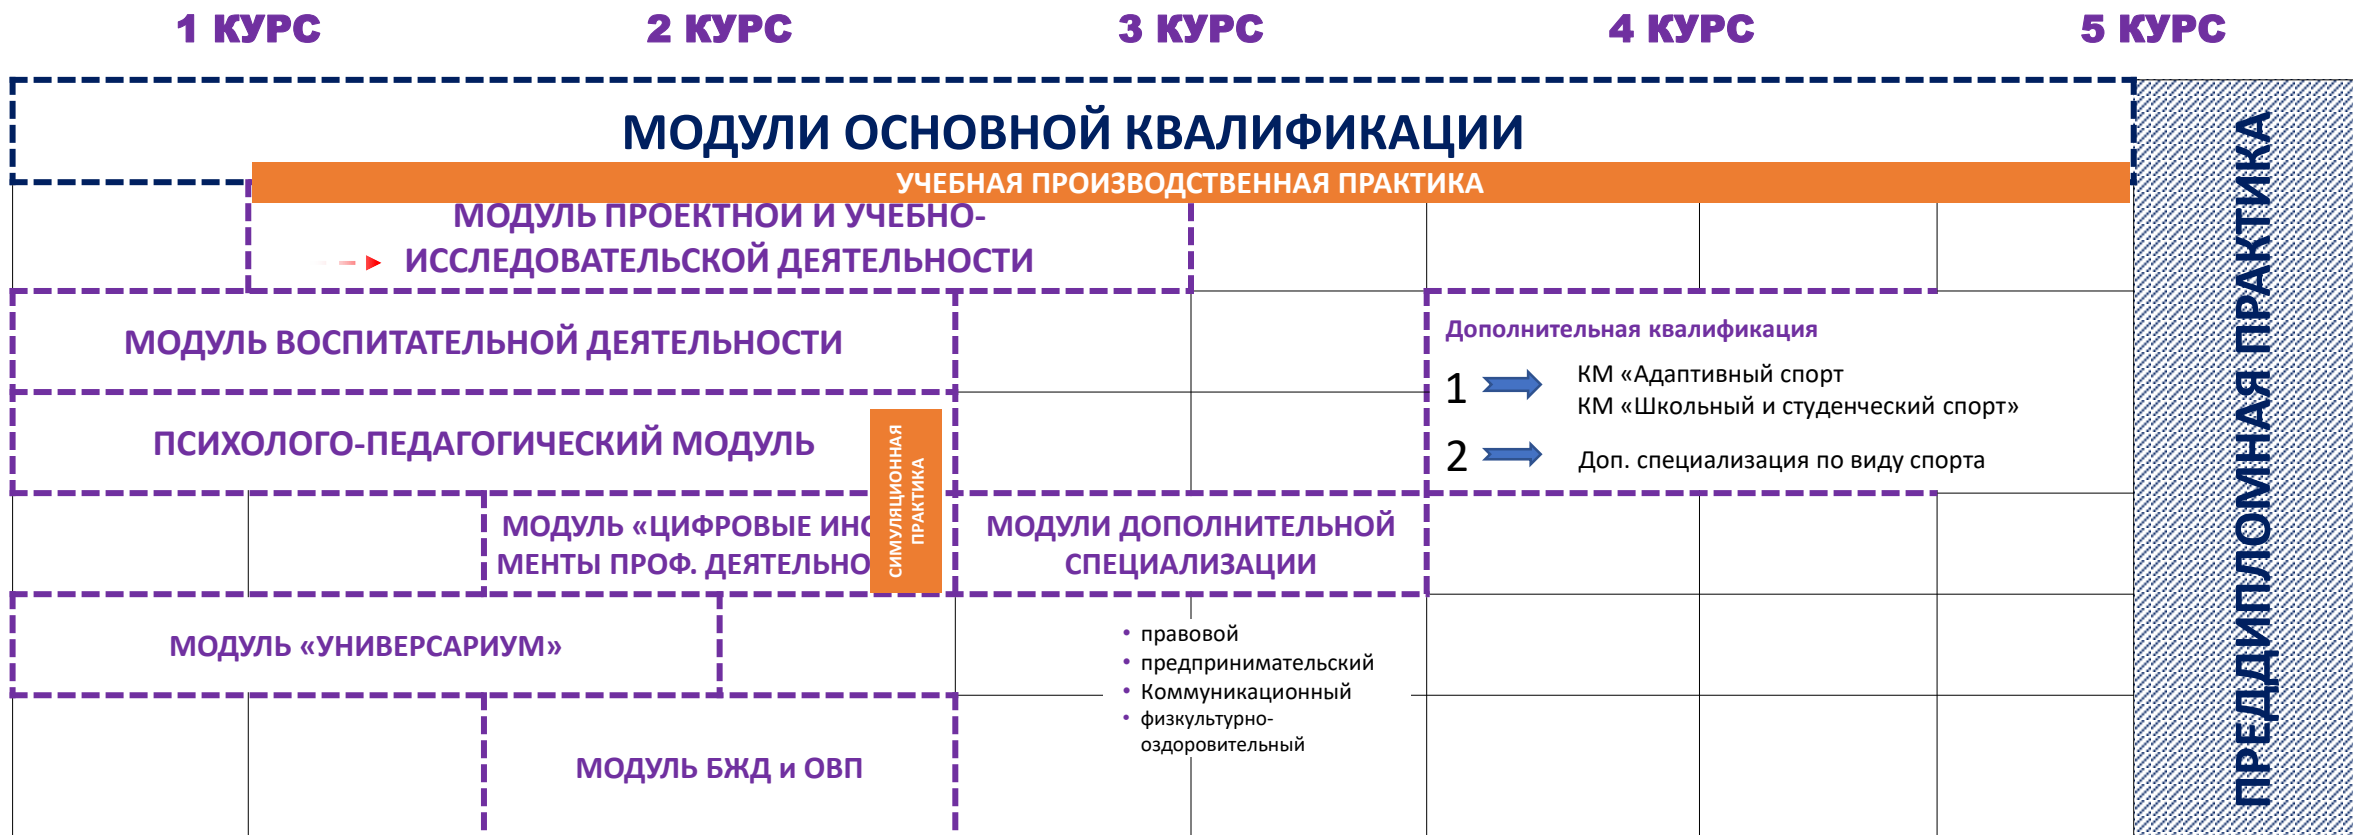 1 КУРС
2 КУРС
3 КУРС
4 КУРС
5 КУРС
МОДУЛИ ОСНОВНОЙ КВАЛИФИКАЦИИ
УЧЕБНАЯ ПРОИЗВОДСТВЕННАЯ ПРАКТИКА
МОДУЛЬ ПРОЕКТНОЙ И УЧЕБНО-
ИССЛЕДОВАТЕЛЬСКОЙ ДЕЯТЕЛЬНОСТИ
МОДУЛЬ ВОСПИТАТЕЛЬНОЙ ДЕЯТЕЛЬНОСТИ
Дополнительная квалификация
1
КМ «Адаптивный спорт
КМ «Школьный и студенческий спорт»
2
Доп. специализация по виду спорта
ПСИХОЛОГО-ПЕДАГОГИЧЕСКИЙ МОДУЛЬ
СИМУЛЯЦИОННАЯ
ПРАКТИКА
МОДУЛЬ «ЦИФРОВЫЕ ИНС
МЕНТЫ ПРОФ. ДЕЯТЕЛЬНО
МОДУЛИ ДОПОЛНИТЕЛЬНОЙ
СПЕЦИАЛИЗАЦИИ
МОДУЛЬ «УНИВЕРСАРИУМ»
• правовой
• предпринимательский
• Коммуникационный
• физкультурно-
оздоровительный
МОДУЛЬ БЖД и ОВП
ПРЕДДИПЛОМНАЯ ПРАКТИКА